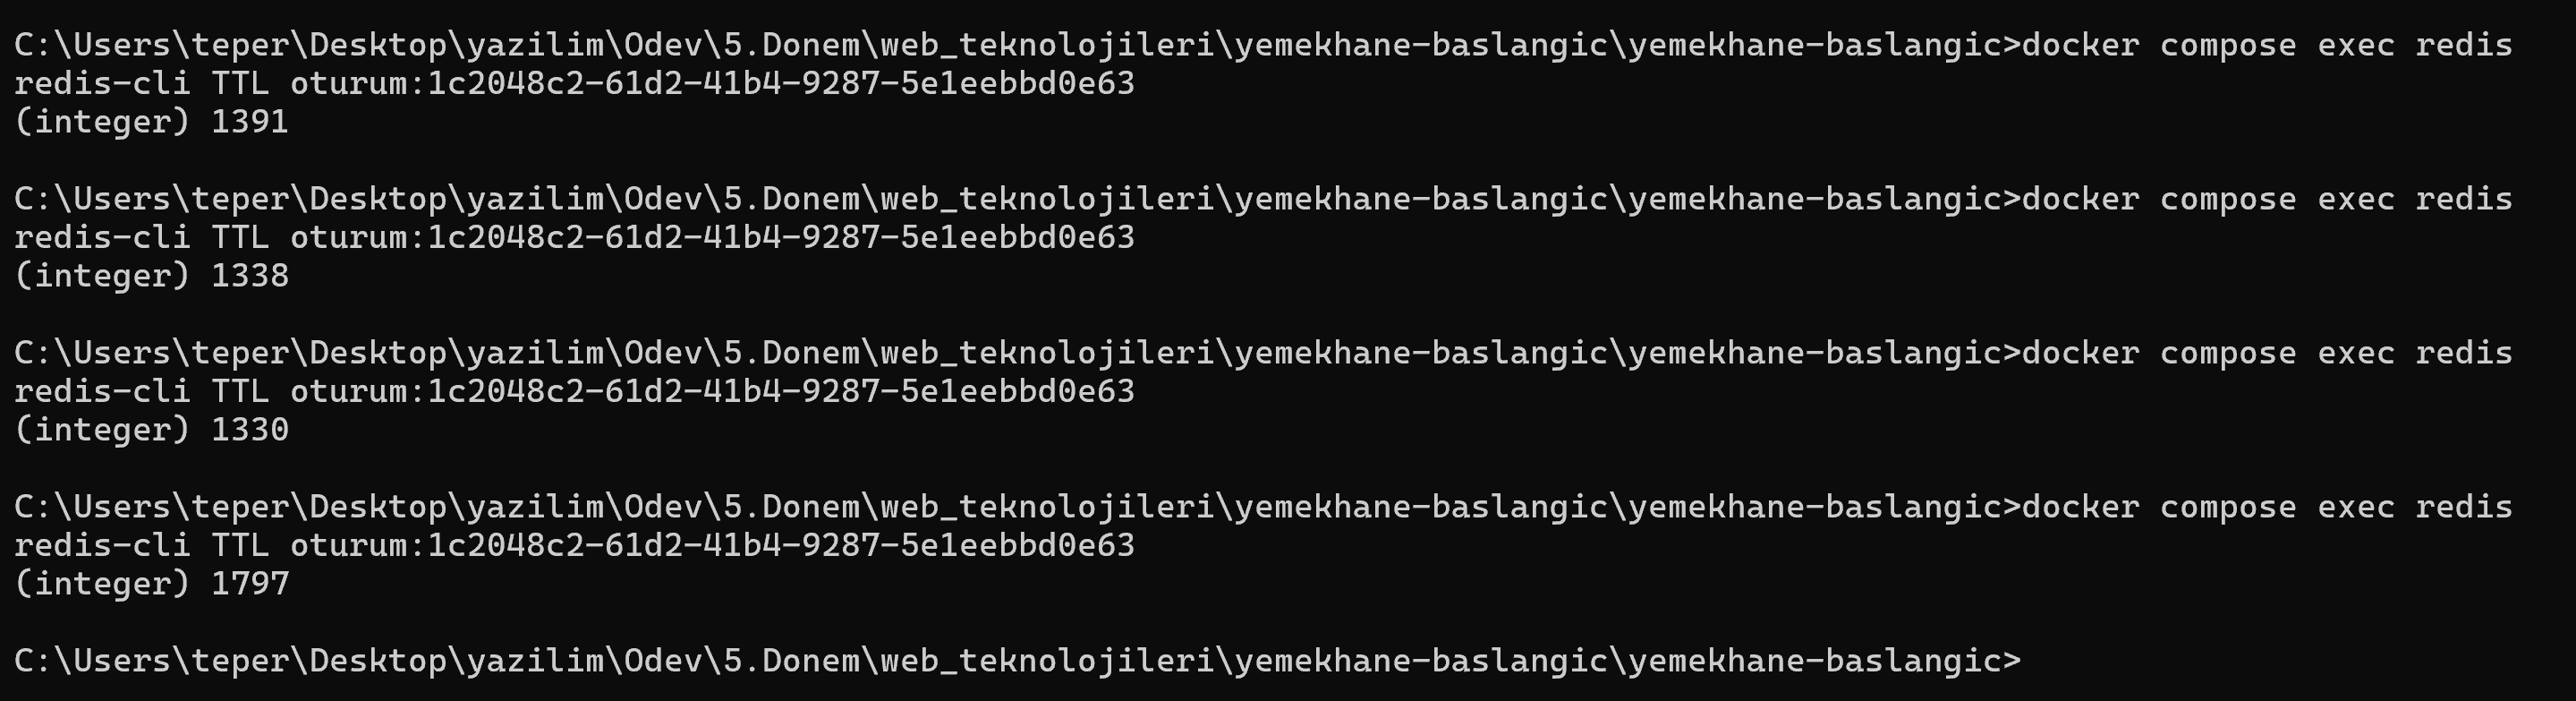 C:\Users\teper\Desktop\yazilim\Odev\5.Donem\web_teknolojileri\yemekhane-baslangic\yemekhane-baslangic>docker compose exec redis
redis-cli TTL oturum:1c2048c2-61d2-41b4-9287-5e1eebbd0e63
(integer) 1391
C:\Users\teper\Desktop\yazilim\Odev\5.Donem\web_teknolojileri\yemekhane-baslangic\yemekhane-baslangic>docker compose exec redis
redis-cli TTL oturum:1c2048c2-61d2-41b4-9287-5e1eebbd0e63
(integer) 1338
C:\Users\teper\Desktop\yazilim\Odev\5.Donem\web_teknolojileri\yemekhane-baslangic\yemekhane-baslangic>docker compose exec redis
redis-cli TTL oturum:1c2048c2-61d2-41b4-9287-5e1eebbd0e63
(integer) 1330
C:\Users\teper\Desktop\yazilim\Odev\5.Donem\web_teknolojileri\yemekhane-baslangic\yemekhane-baslangic>docker compose exec redis
redis-cli TTL oturum:1c2048c2-61d2-41b4-9287-5e1eebbd0e63
(integer) 1797
C:\Users\teper\Desktop\yazilim\Odev\5.Donem\web_teknolojileri\yemekhane-baslangic\yemekhane-baslangic>